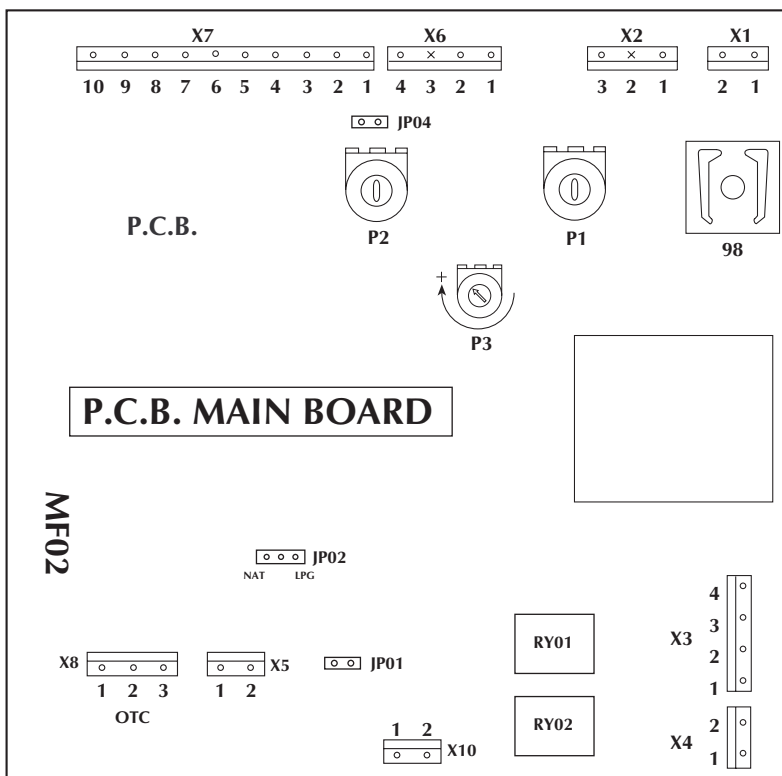 X7 X6 X2 X1
10 9 8 7 6 5 4 3 2 1 4 3 2 1 3 2 1 2 1
JP04
P.C.B.
P2 P1 98
+
P3
P.C.B. MAIN BOARD
MF02
JP02
NAT LPG
4
3
X3
2
1
RY01
X8 X5 JP01
1 2 3 1 2
OTC
RY02
1 2
X10
2
X4
1